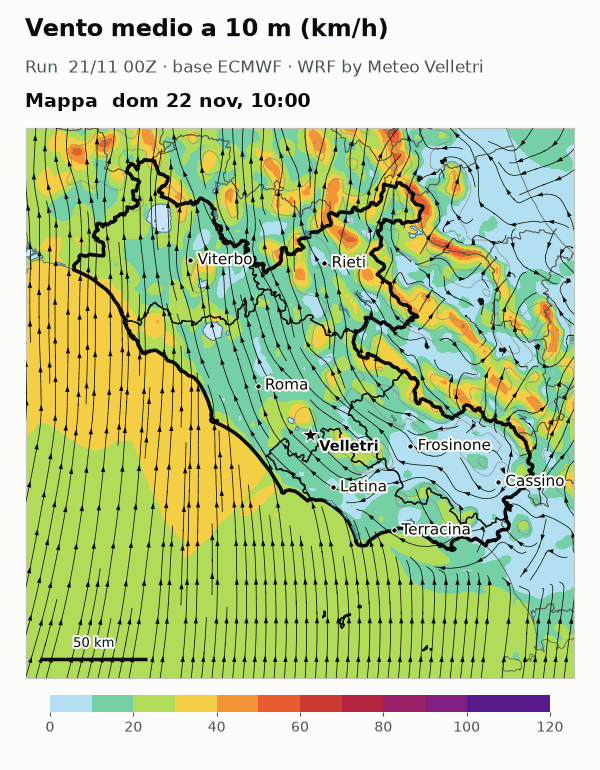 Vento medio a 10 m (km/h)
Run  21/11 00Z · base ECMWF · WRF by Meteo Velletri
Mappa  dom 22 nov, 10:00
Viterbo
Rieti
Roma
Velletri
Frosinone
Latina
Cassino
Terracina
50 km
0 20 40 60 80 100 120